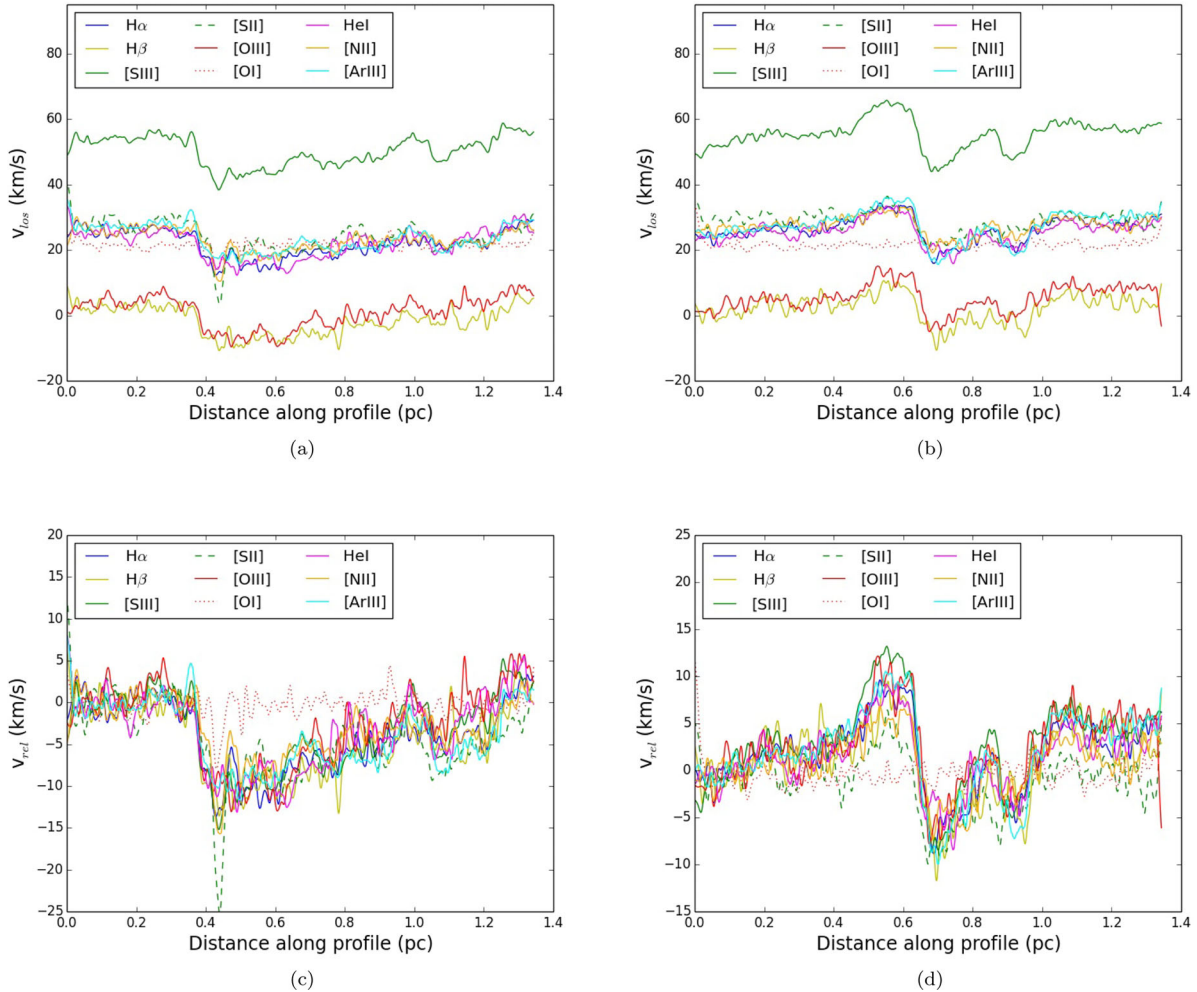 Hα [SII] HeI
Hβ [OIII] [NII]
[SIII] [OI] [ArIII]
80
60
40
20
0
−20
v_los (km/s)
0.0 0.2 0.4 0.6 0.8 1.0 1.2 1.4
Distance along profile (pc)
(a)
Hα [SII] HeI
Hβ [OIII] [NII]
[SIII] [OI] [ArIII]
80
60
40
20
0
−20
v_los (km/s)
0.0 0.2 0.4 0.6 0.8 1.0 1.2 1.4
Distance along profile (pc)
(b)
Hα [SII] HeI
Hβ [OIII] [NII]
[SIII] [OI] [ArIII]
20
15
10
5
0
−5
−10
−15
−20
−25
v_rel (km/s)
0.0 0.2 0.4 0.6 0.8 1.0 1.2 1.4
Distance along profile (pc)
(c)
Hα [SII] HeI
Hβ [OIII] [NII]
[SIII] [OI] [ArIII]
25
20
15
10
5
0
−5
−10
−15
v_rel (km/s)
0.0 0.2 0.4 0.6 0.8 1.0 1.2 1.4
Distance along profile (pc)
(d)